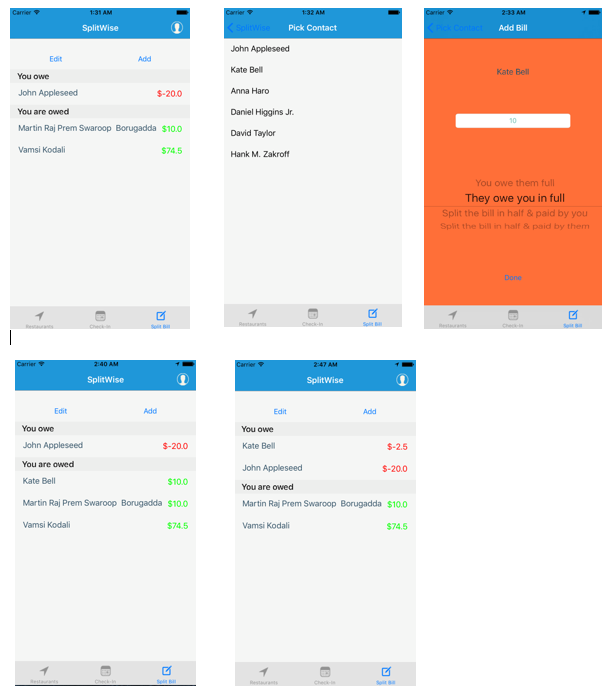 Carrier 1:31 AM
SplitWise
Edit Add
You owe
John Appleseed $-20.0
You are owed
Martin Raj Prem Swaroop Borugadda $10.0
Vamsi Kodali $74.5
Restaurants Check-In Split Bill
Carrier 1:32 AM
SplitWise Pick Contact
John Appleseed
Kate Bell
Anna Haro
Daniel Higgins Jr.
David Taylor
Hank M. Zakroff
Restaurants Check-In Split Bill
Carrier 2:33 AM
Pick Contact Add Bill
Kate Bell
10
You owe them full
They owe you in full
Split the bill in half & paid by you
Split the bill in half & paid by them
Done
Restaurants Check-In Split Bill
Carrier 2:40 AM
SplitWise
Edit Add
You owe
John Appleseed $-20.0
You are owed
Kate Bell $10.0
Martin Raj Prem Swaroop Borugadda $10.0
Vamsi Kodali $74.5
Restaurants Check-In Split Bill
Carrier 2:47 AM
SplitWise
Edit Add
You owe
Kate Bell $-2.5
John Appleseed $-20.0
You are owed
Martin Raj Prem Swaroop Borugadda $10.0
Vamsi Kodali $74.5
Restaurants Check-In Split Bill